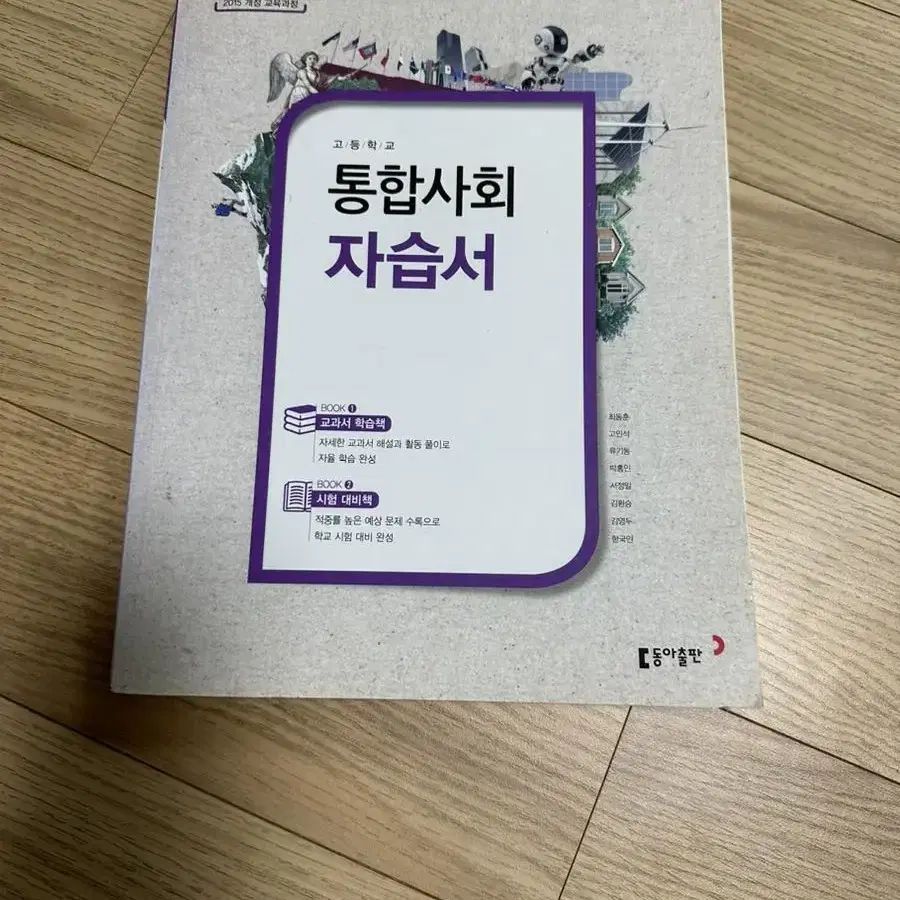 2015 개정 교육과정
고/등/학/교
통합사회
자습서
BOOK 1
교과서 학습책
자세한 교과서 해설과 활동 풀이로
자율 학습 완성
BOOK 2
시험 대비책
적중률 높은 예상 문제 수록으로
학교 시험 대비 완성
최동훈
고인석
류기동
박홍인
서정일
김환승
김영두
동아출판